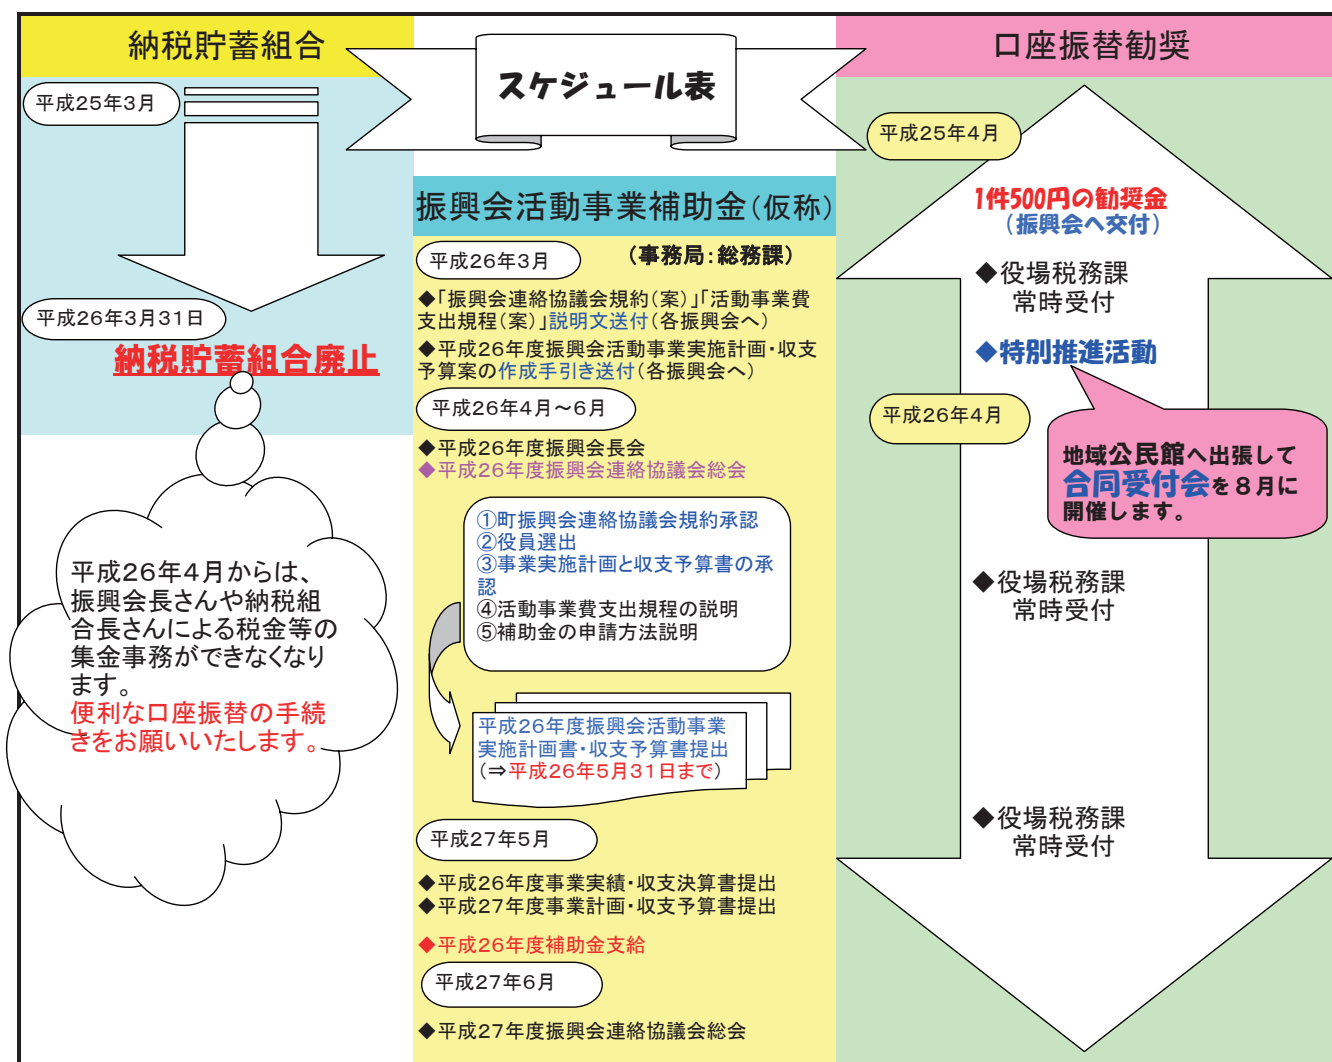 納税貯蓄組合
スケジュール表
口座振替勧奨
平成25年3月
平成26年3月31日
納税貯蓄組合廃止
平成26年4月からは、
振興会長さんや納税組
合長さんによる税金等の
集金事務ができなくなり
ます。
便利な口座振替の手続
きをお願いいたします。
振興会活動事業補助金(仮称)
平成26年3月
(事務局:総務課)
◆「振興会連絡協議会規約(案)」「活動事業費
支出規程(案)」説明文送付(各振興会へ)
◆平成26年度振興会活動事業実施計画・収支
予算案の作成手引き送付(各振興会へ)
平成26年4月～6月
◆平成26年度振興会長会
◆平成26年度振興会連絡協議会総会
①町振興会連絡協議会規約承認
②役員選出
③事業実施計画と収支予算書の承
認
④活動事業費支出規程の説明
⑤補助金の申請方法説明
平成26年度振興会活動事業
実施計画書・収支予算書提出
(⇒平成26年5月31日まで)
平成27年5月
◆平成26年度事業実績・収支決算書提出
◆平成27年度事業計画・収支予算書提出
◆平成26年度補助金支給
平成27年6月
◆平成27年度振興会連絡協議会総会
平成25年4月
1件500円の勧奨金
(振興会へ交付)
◆役場税務課
常時受付
◆特別推進活動
平成26年4月
地域公民館へ出張して
合同受付会を8月に
開催します。
◆役場税務課
常時受付
◆役場税務課
常時受付